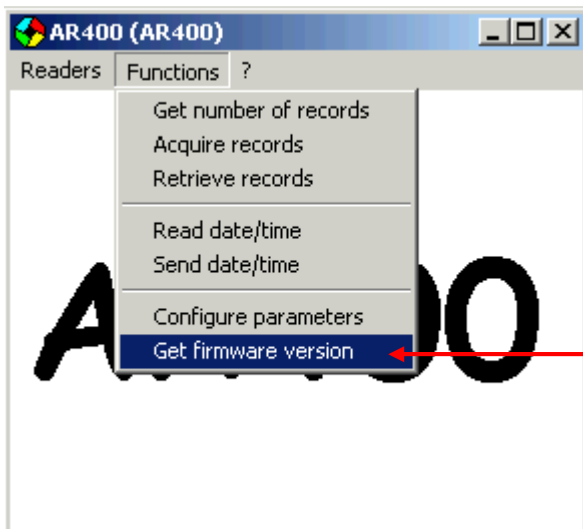 AR400 (AR400)
Readers Functions ?
Get number of records
Acquire records
Retrieve records
Read date/time
Send date/time
Configure parameters
Get firmware version